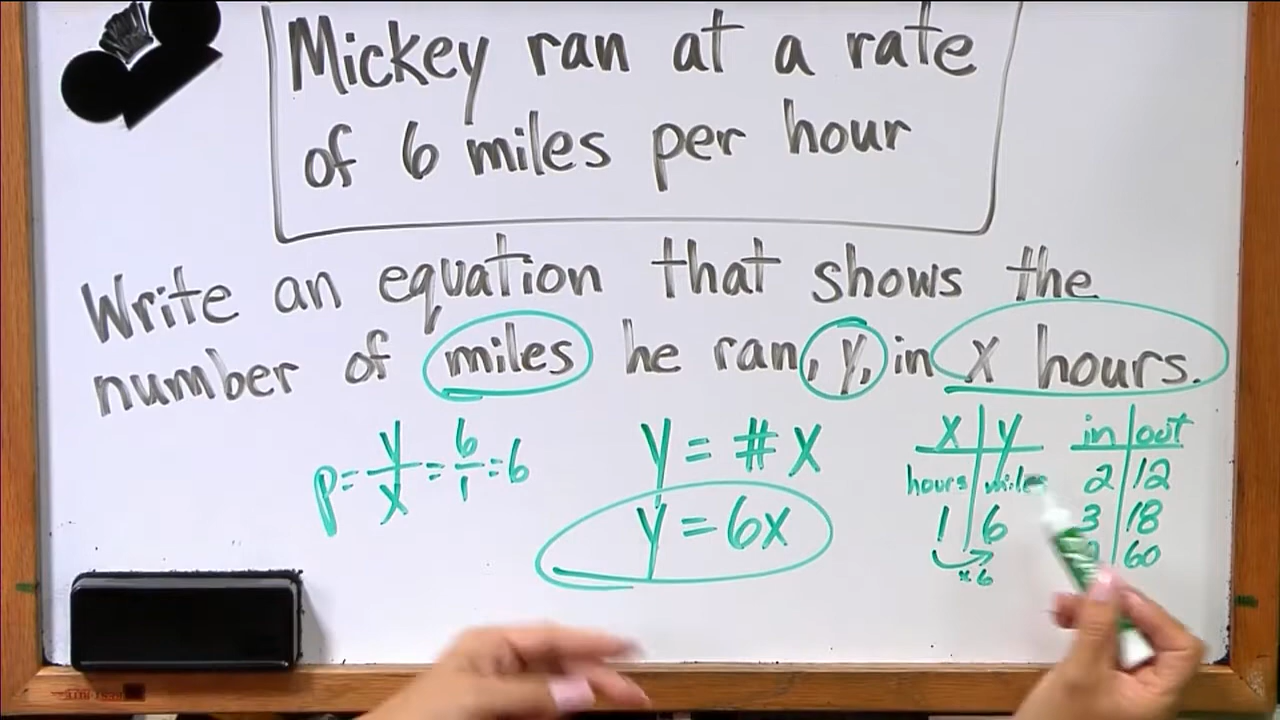 Mickey ran at a rate
of 6 miles per hour
Write an equation that shows the
number of miles he ran, y, in x hours.
p = y/x = 6/1 = 6
y = # x
y = 6x
x | y
hours | miles
1 | 6
x 6
in | out
2 | 12
3 | 18
60